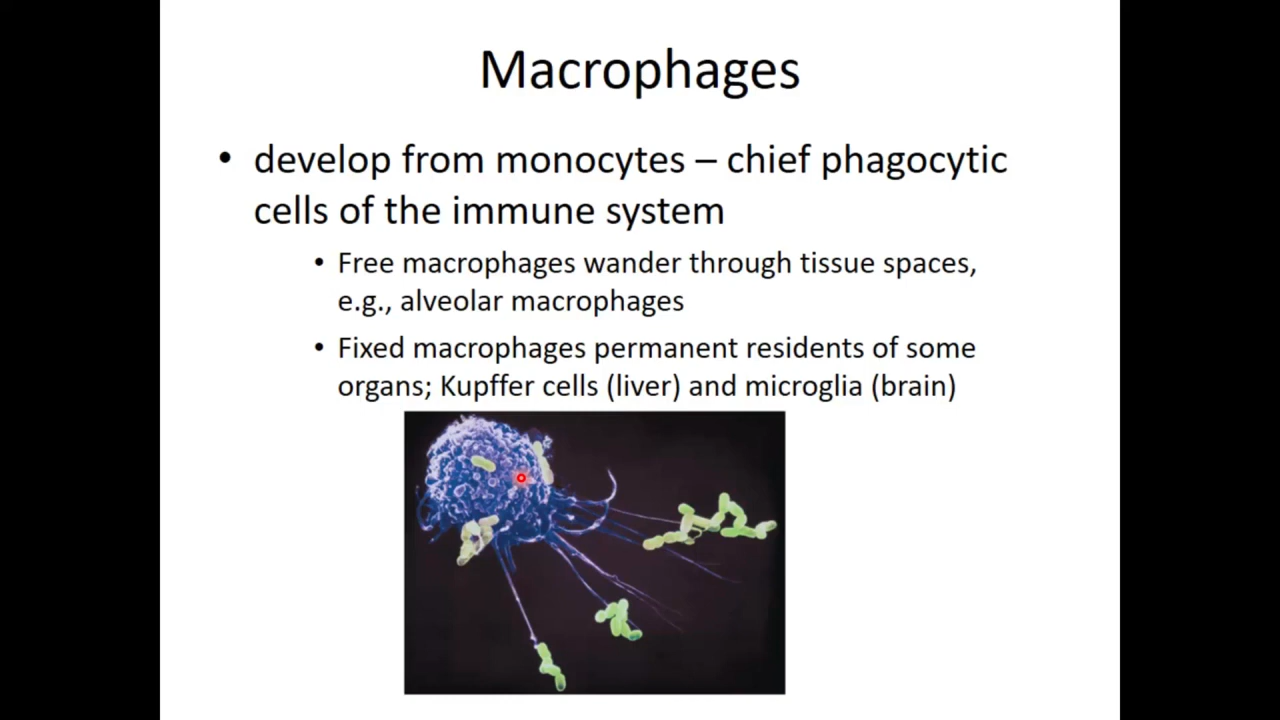 Macrophages
• develop from monocytes – chief phagocytic
cells of the immune system
• Free macrophages wander through tissue spaces,
e.g., alveolar macrophages
• Fixed macrophages permanent residents of some
organs; Kupffer cells (liver) and microglia (brain)